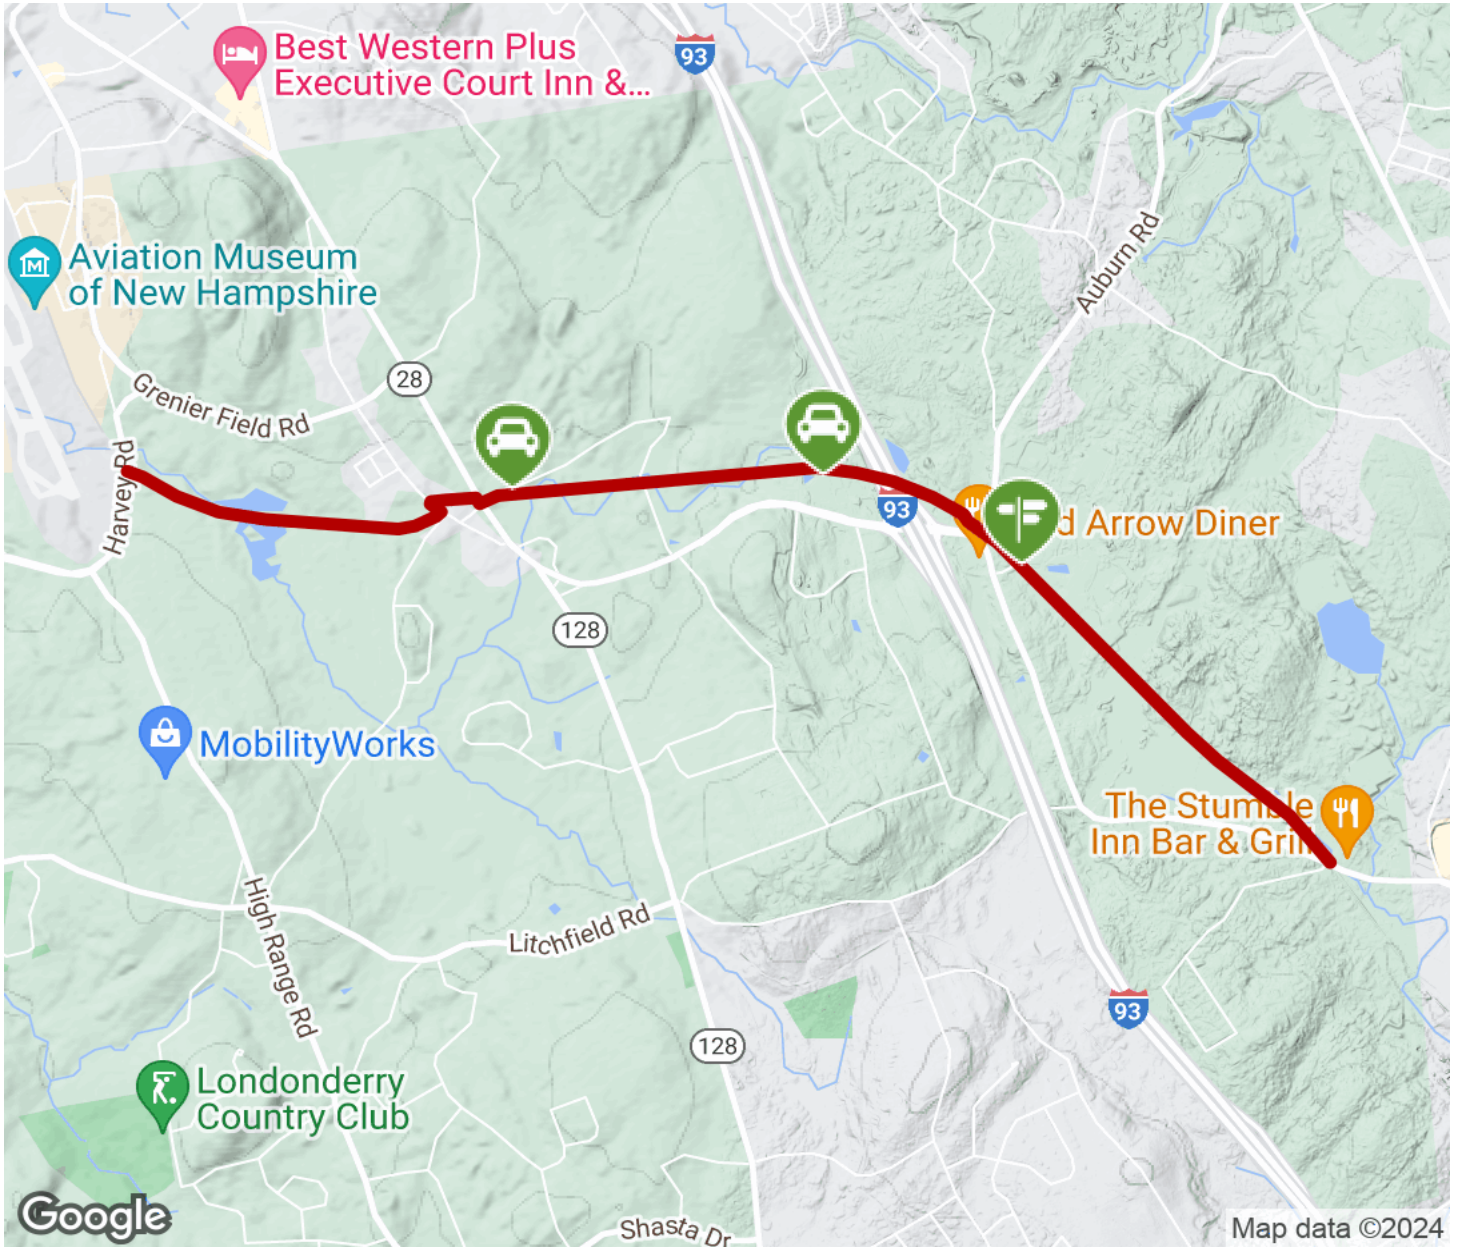 Best Western Plus
Executive Court Inn &...
93
Auburn Rd
M
Aviation Museum
of New Hampshire
28
Grenier Field Rd
Harvey Rd
93
d Arrow Diner
128
MobilityWorks
The Stumble
Inn Bar & Grill
High Range Rd
Litchfield Rd
93
128
Londonderry
Country Club
Google
Shasta Dr
Map data ©2024